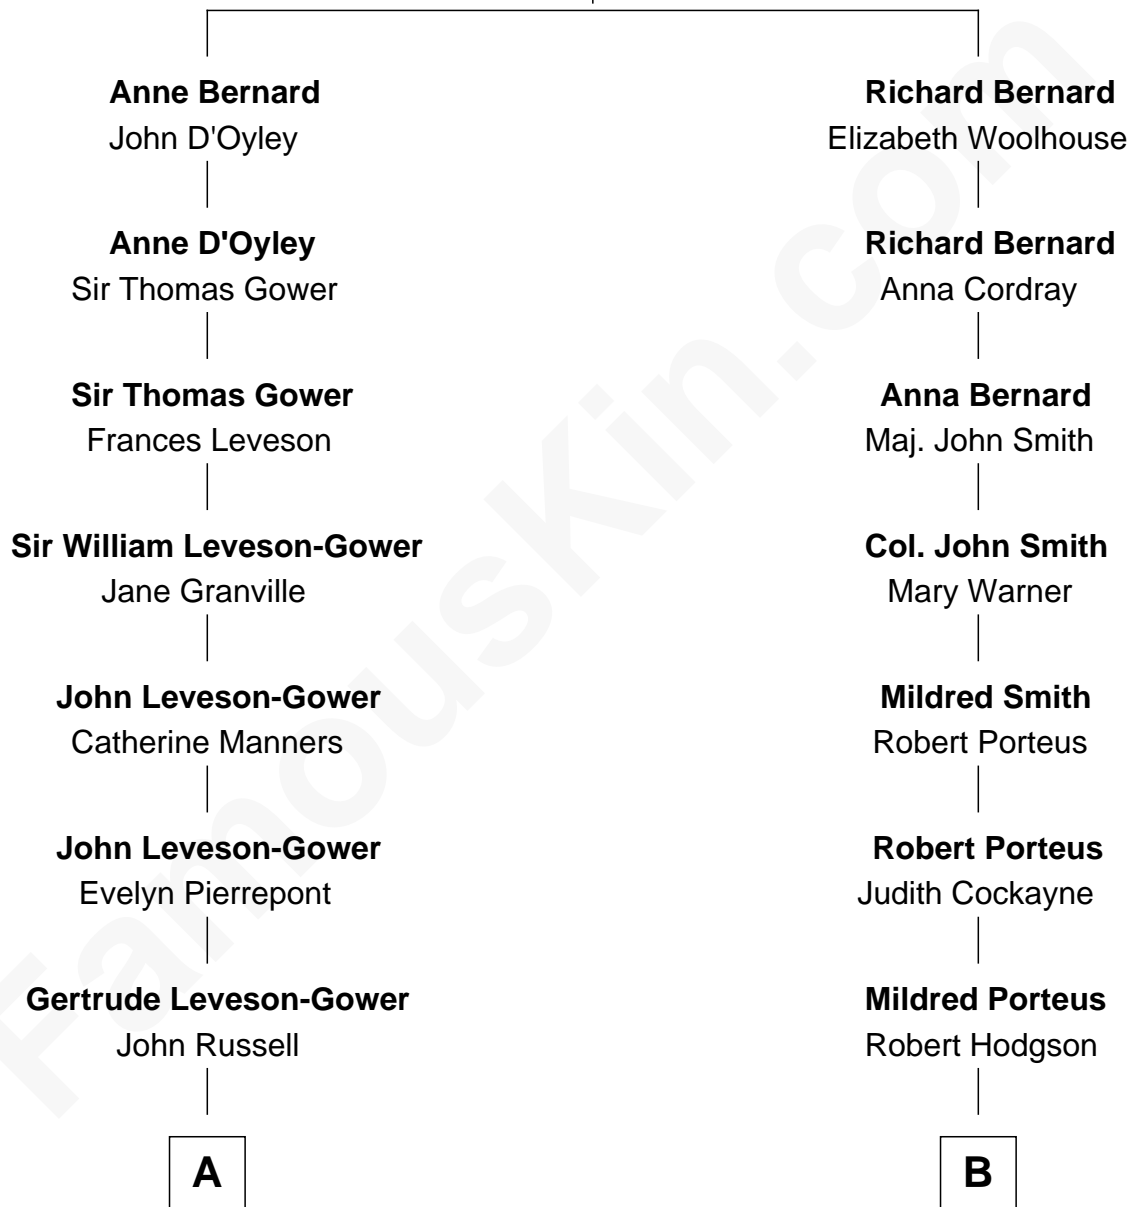 Anne Bernard
John D'Oyley
Anne D'Oyley
Sir Thomas Gower
Sir Thomas Gower
Frances Leveson
Sir William Leveson-Gower
Jane Granville
John Leveson-Gower
Catherine Manners
John Leveson-Gower
Evelyn Pierrepont
Gertrude Leveson-Gower
John Russell
A
Richard Bernard
Elizabeth Woolhouse
Richard Bernard
Anna Cordray
Anna Bernard
Maj. John Smith
Col. John Smith
Mary Warner
Mildred Smith
Robert Porteus
Robert Porteus
Judith Cockayne
Mildred Porteus
Robert Hodgson
B
FamousKin.com